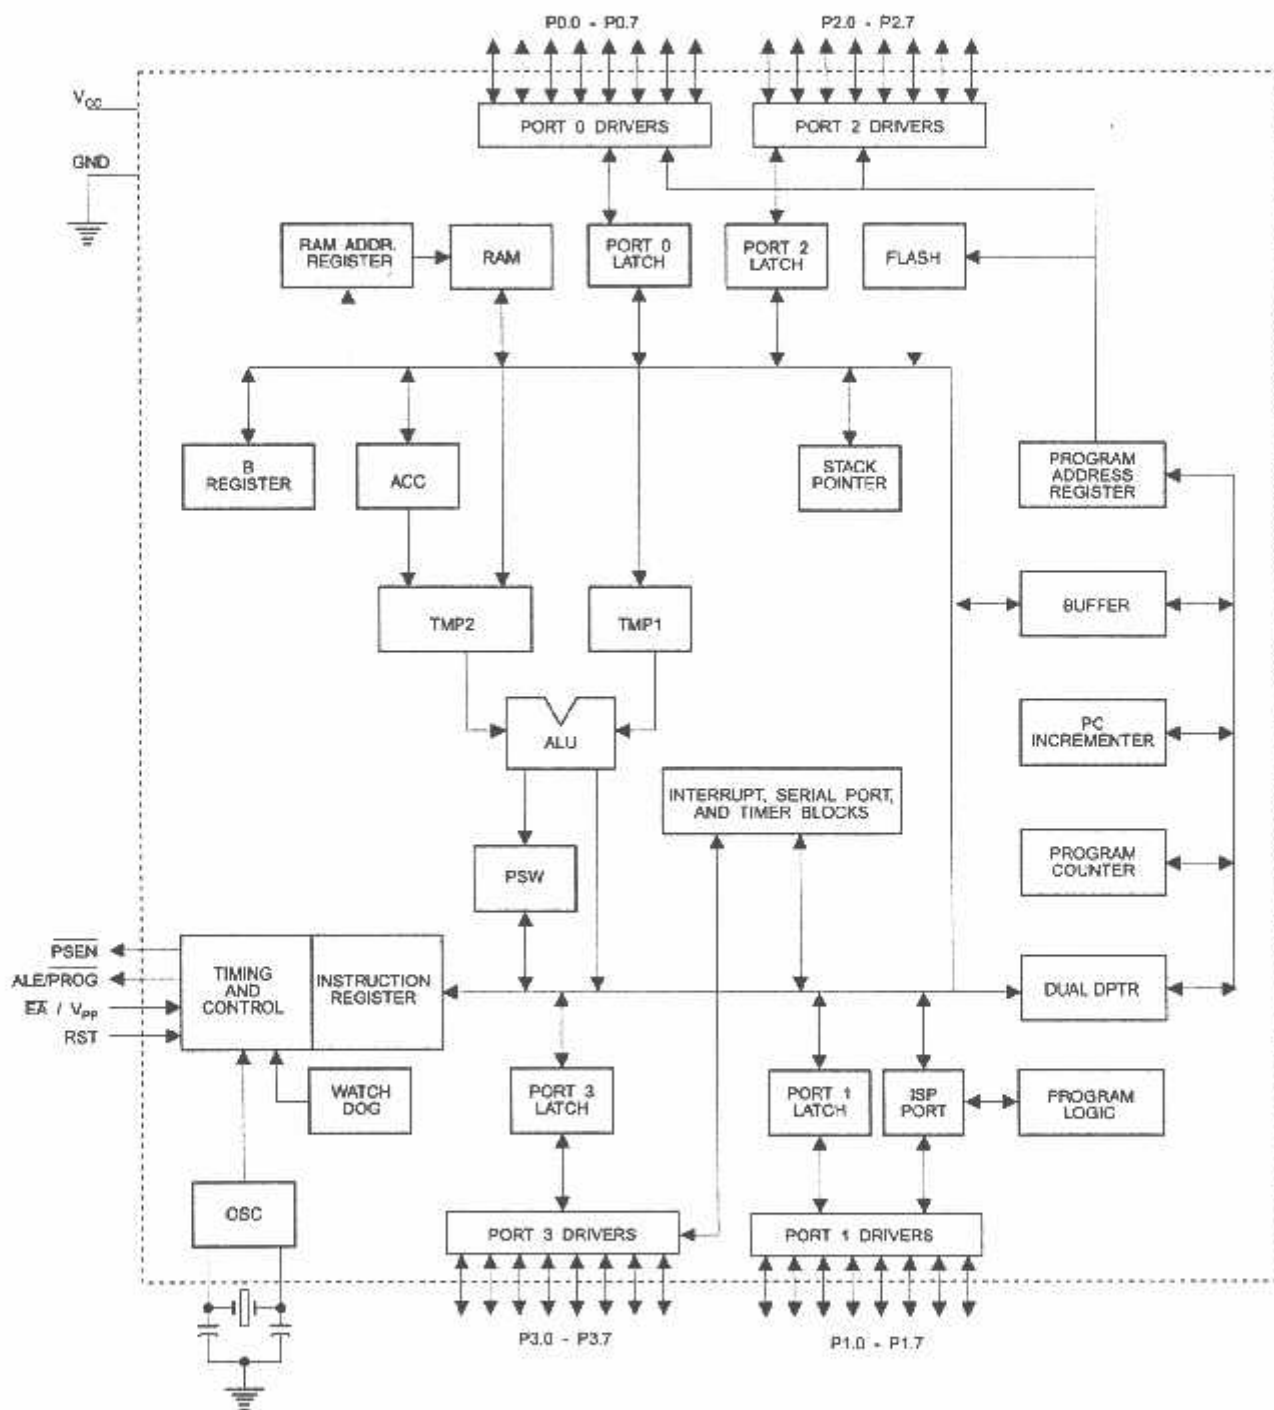 P0.0 - P0.7
P2.0 - P2.7
VCC
GND
PORT 0 DRIVERS
PORT 2 DRIVERS
RAM ADDR.
REGISTER
RAM
PORT 0
LATCH
PORT 2
LATCH
FLASH
B
REGISTER
ACC
STACK
POINTER
PROGRAM
ADDRESS
REGISTER
BUFFER
TMP2
TMP1
ALU
PC
INCREMENTER
INTERRUPT, SERIAL PORT,
AND TIMER BLOCKS
PROGRAM
COUNTER
PSW
PSEN
ALE/PROG
EA / VPP
RST
TIMING
AND
CONTROL
INSTRUCTION
REGISTER
DUAL DPTR
WATCH
DOG
PORT 3
LATCH
PORT 1
LATCH
ISP
PORT
PROGRAM
LOGIC
OSC
PORT 3 DRIVERS
PORT 1 DRIVERS
P3.0 - P3.7
P1.0 - P1.7